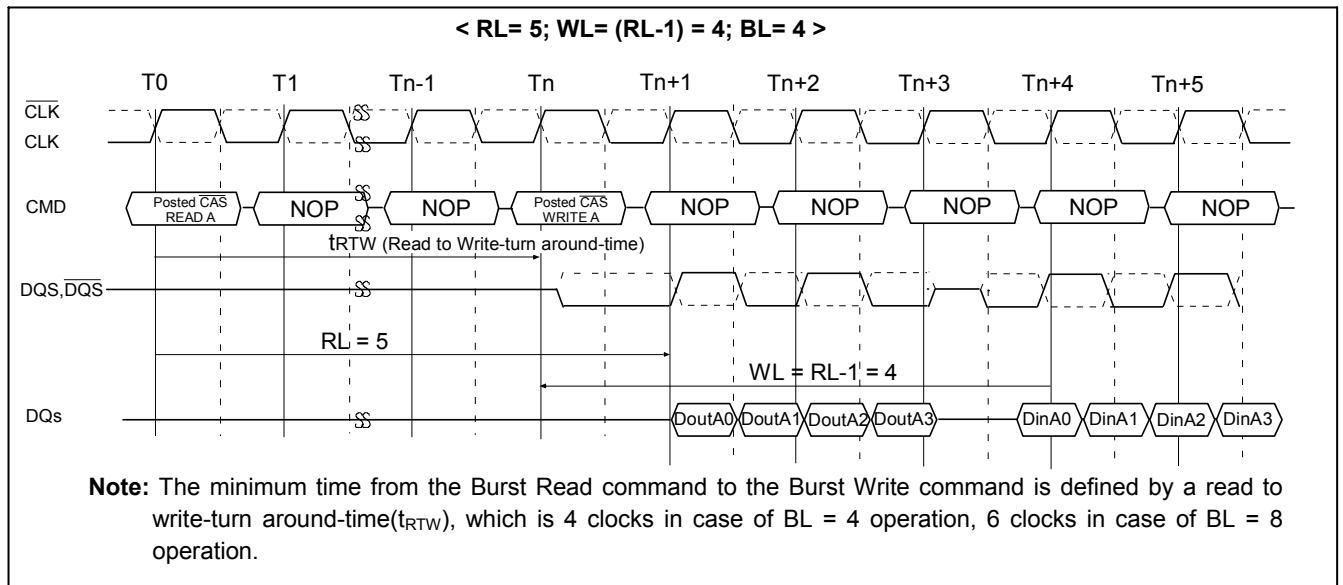 < RL= 5; WL= (RL-1) = 4; BL= 4 >
T0 T1 Tn-1 Tn Tn+1 Tn+2 Tn+3 Tn+4 Tn+5
CLK
CLK
CMD Posted CAS READ A NOP NOP Posted CAS WRITE A NOP NOP NOP NOP NOP
tRTW (Read to Write-turn around-time)
DQS,DQS
RL = 5
WL = RL-1 = 4
DQs DoutA0 DoutA1 DoutA2 DoutA3 DinA0 DinA1 DinA2 DinA3
Note: The minimum time from the Burst Read command to the Burst Write command is defined by a read to
write-turn around-time(tRTW), which is 4 clocks in case of BL = 4 operation, 6 clocks in case of BL = 8
operation.